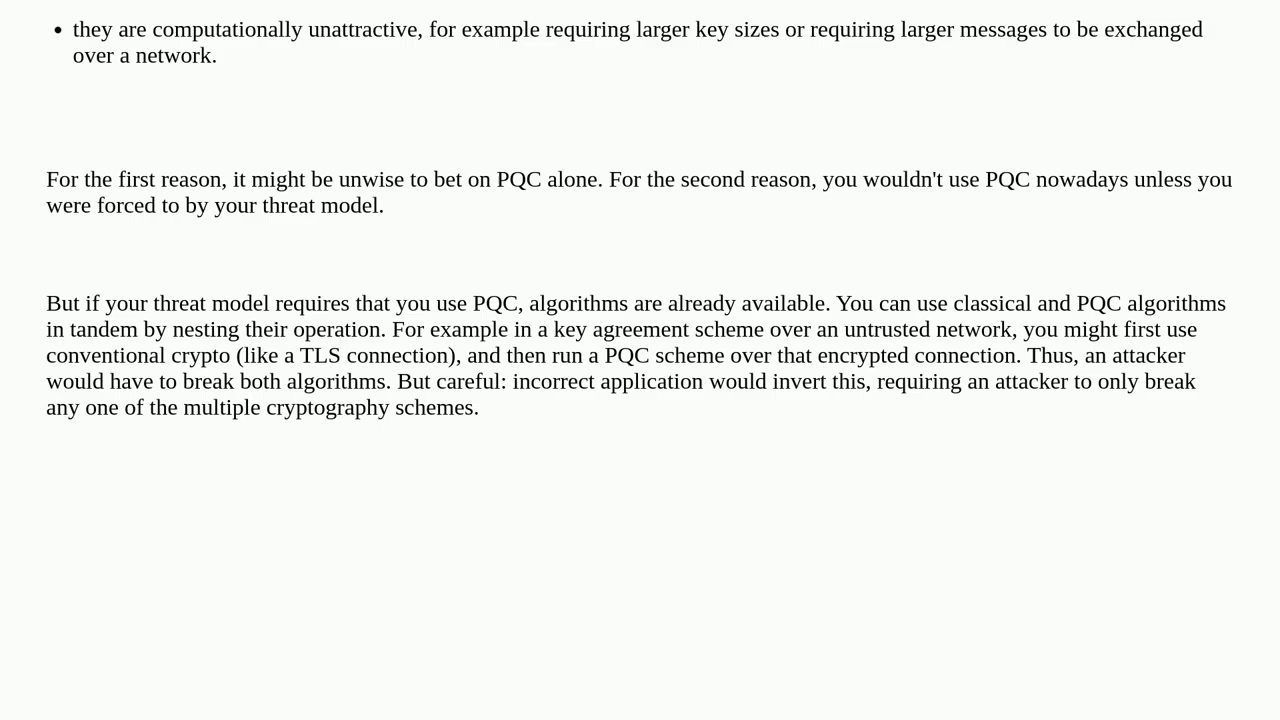 • they are computationally unattractive, for example requiring larger key sizes or requiring larger messages to be exchanged
over a network.
For the first reason, it might be unwise to bet on PQC alone. For the second reason, you wouldn't use PQC nowadays unless you
were forced to by your threat model.
But if your threat model requires that you use PQC, algorithms are already available. You can use classical and PQC algorithms
in tandem by nesting their operation. For example in a key agreement scheme over an untrusted network, you might first use
conventional crypto (like a TLS connection), and then run a PQC scheme over that encrypted connection. Thus, an attacker
would have to break both algorithms. But careful: incorrect application would invert this, requiring an attacker to only break
any one of the multiple cryptography schemes.